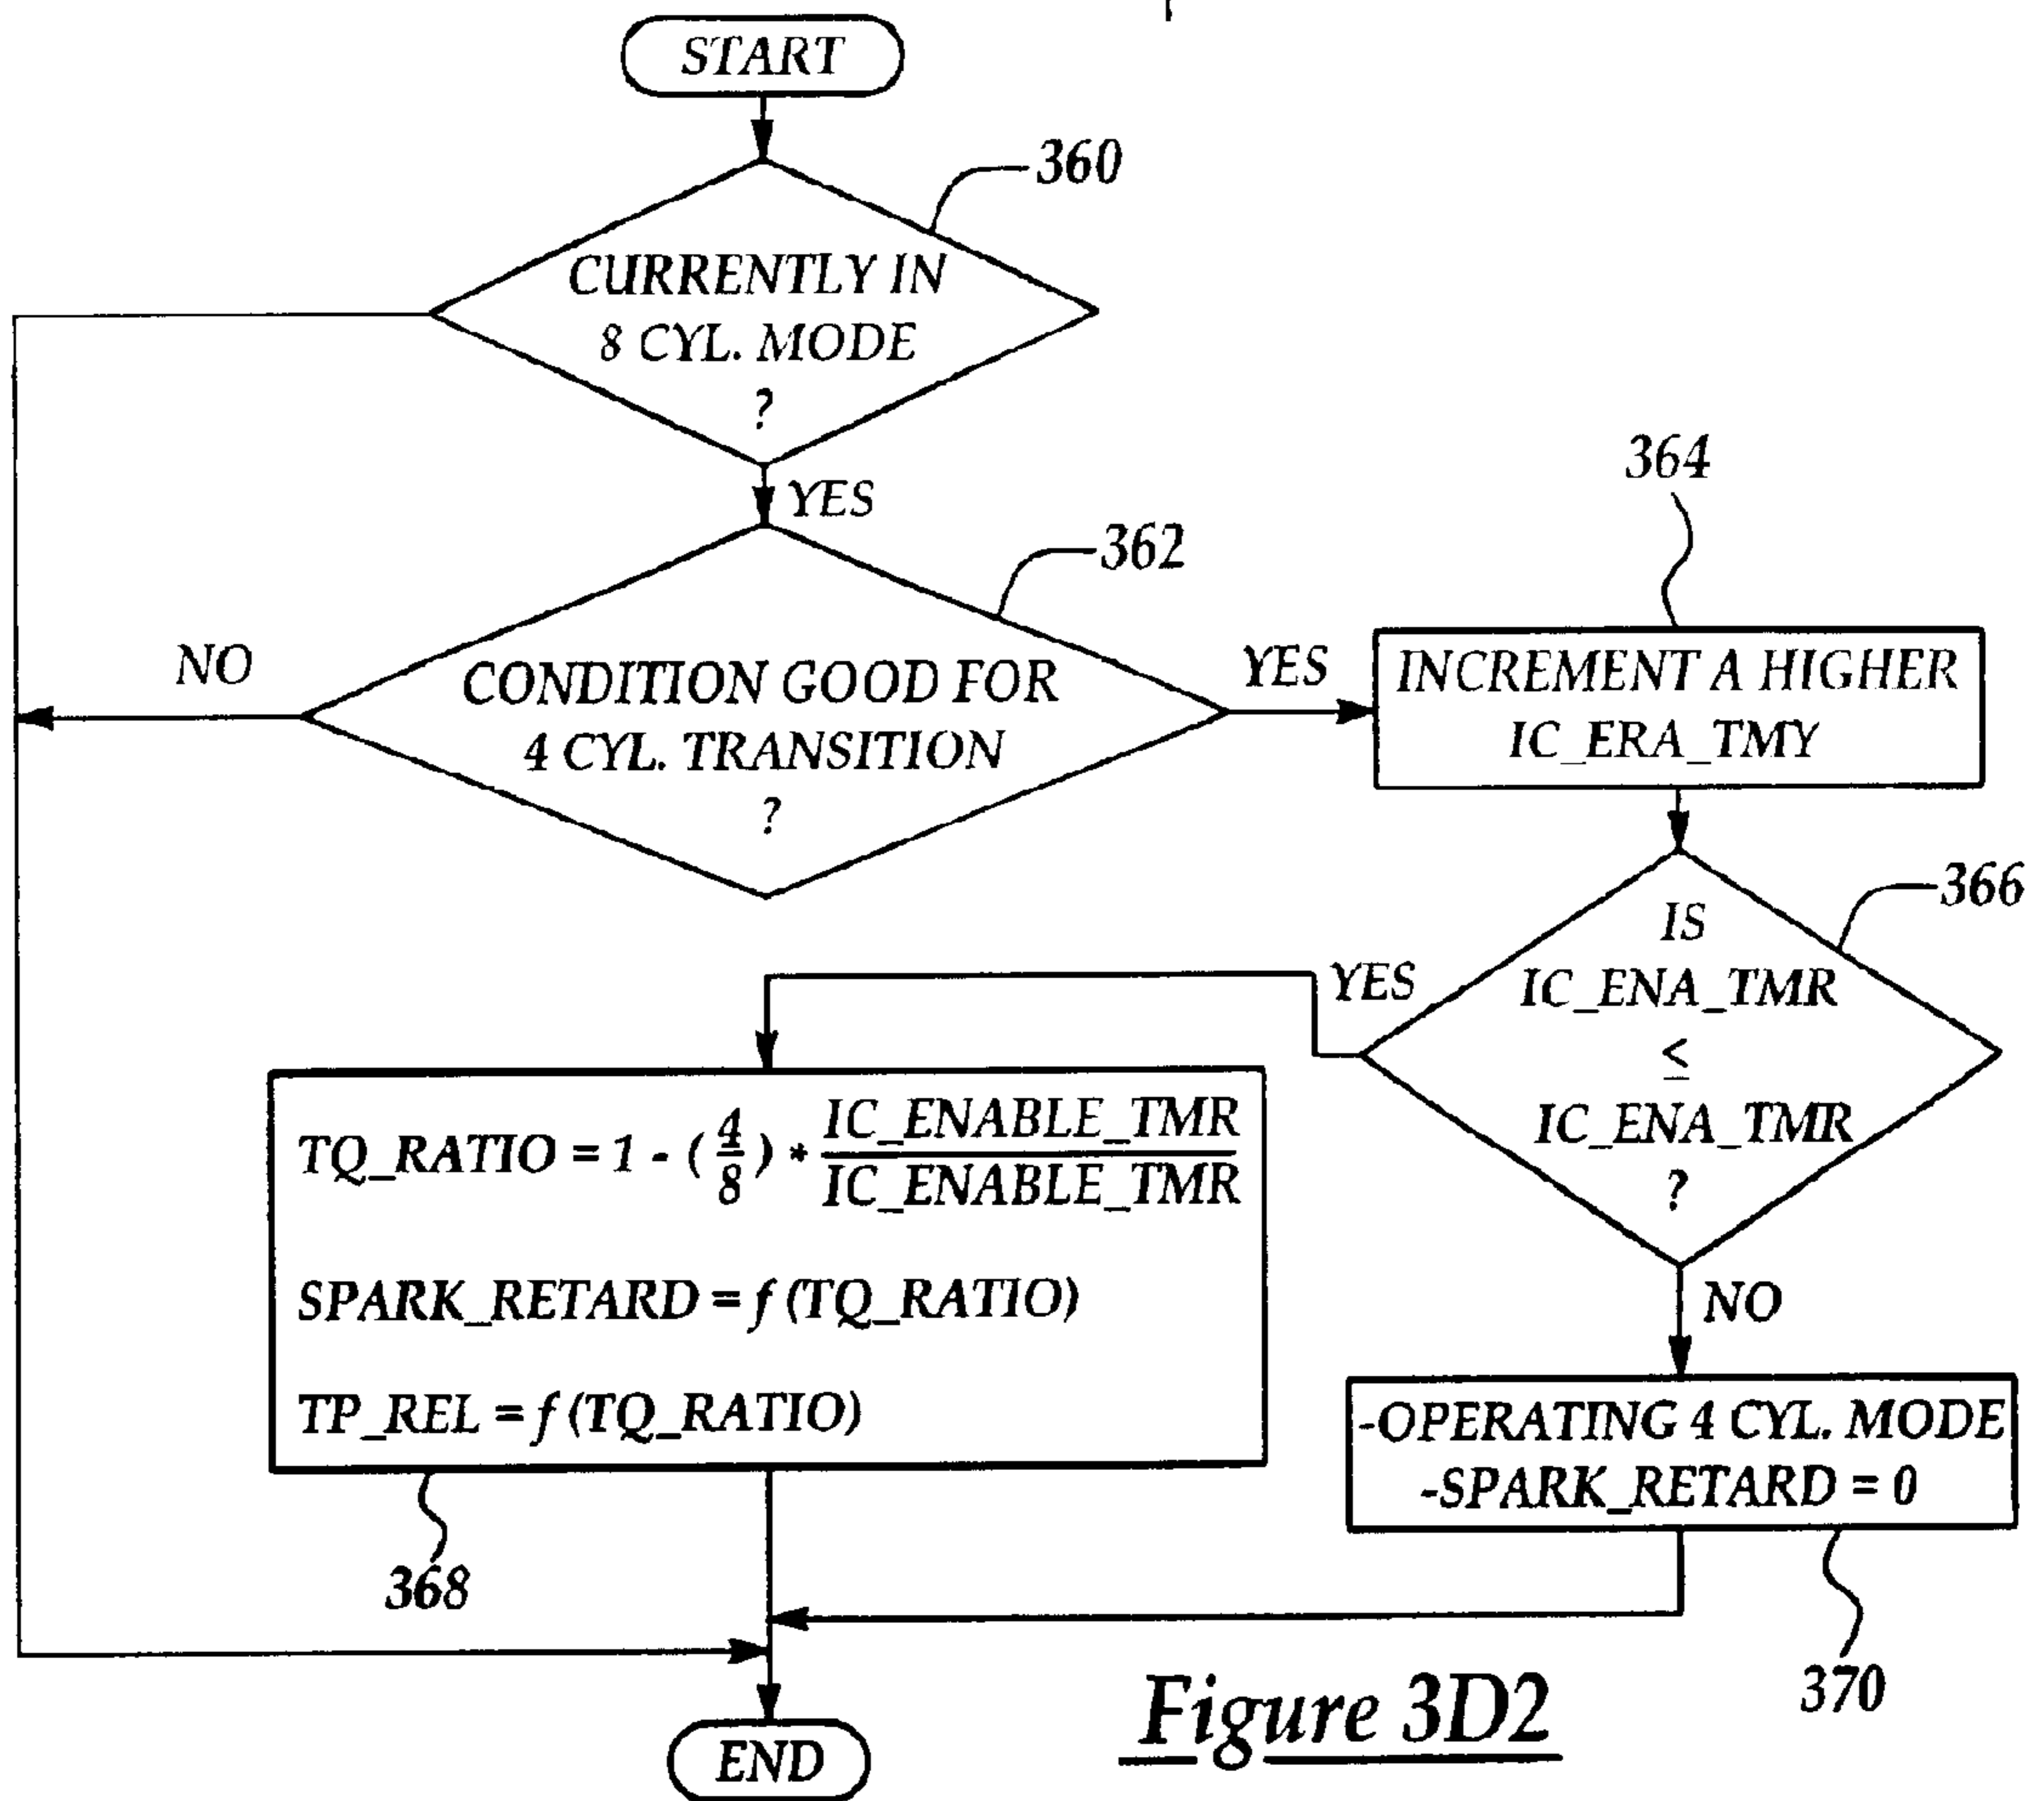 START
360
CURRENTLY IN
8 CYL. MODE
?
YES
362
364
NO
CONDITION GOOD FOR
4 CYL. TRANSITION
?
YES
INCREMENT A HIGHER
IC_ERA_TMY
366
IS
IC_ENA_TMR
≤
IC_ENA_TMR
?
YES
TQ_RATIO = 1 - (4/8) * IC_ENABLE_TMR/IC_ENABLE_TMR
SPARK_RETARD = f (TQ_RATIO)
TP_REL = f (TQ_RATIO)
NO
-OPERATING 4 CYL. MODE
-SPARK_RETARD = 0
368
370
END
Figure 3D2